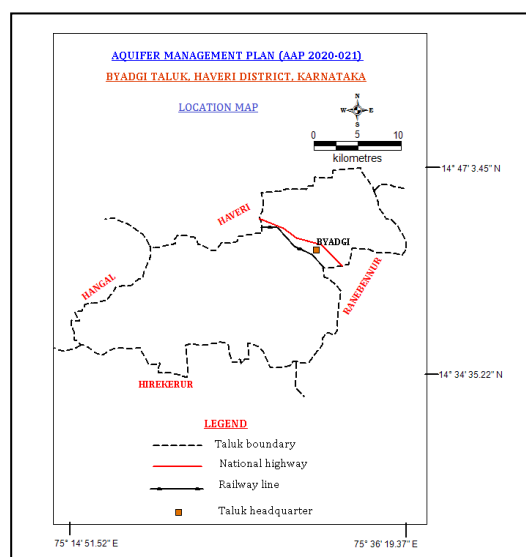 AQUIFER MANAGEMENT PLAN (AAP 2020-021)
BYADGI TALUK, HAVERI DISTRICT, KARNATAKA
LOCATION MAP
N
W E
S
0 5 10
kilometres
14° 47' 3.45" N
HAVERI
BYADGI
HANGAL
RANEBENNUR
14° 34' 35.22" N
HIREKERUR
LEGEND
Taluk boundary
National highway
Railway line
Taluk headquarter
75° 14' 51.52" E 75° 36' 19.37" E